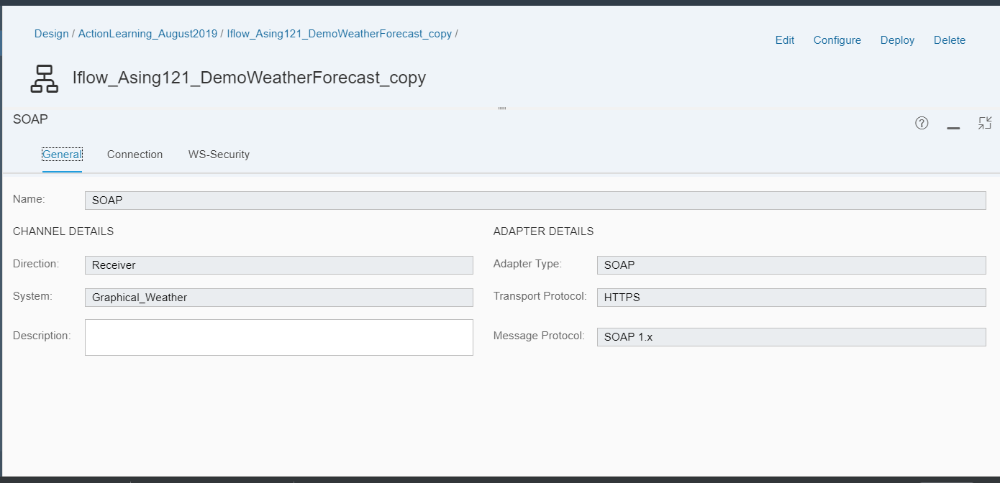 Design / ActionLearning_August2019 / Iflow_Asing121_DemoWeatherForecast_copy /
Edit Configure Deploy Delete
Iflow_Asing121_DemoWeatherForecast_copy
SOAP
General Connection WS-Security
Name: SOAP
CHANNEL DETAILS ADAPTER DETAILS
Direction: Receiver Adapter Type: SOAP
System: Graphical_Weather Transport Protocol: HTTPS
Description: Message Protocol: SOAP 1.x